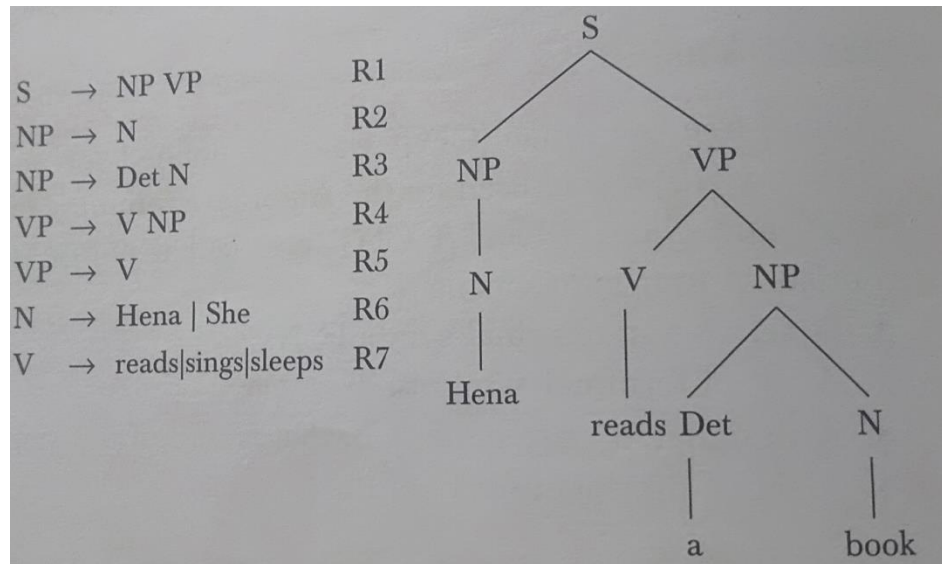 S → NP VP R1
NP → N R2
NP → Det N R3
VP → V NP R4
VP → V R5
N → Hena | She R6
V → reads|sings|sleeps R7
S
NP VP
N V NP
Hena
reads Det N
a book